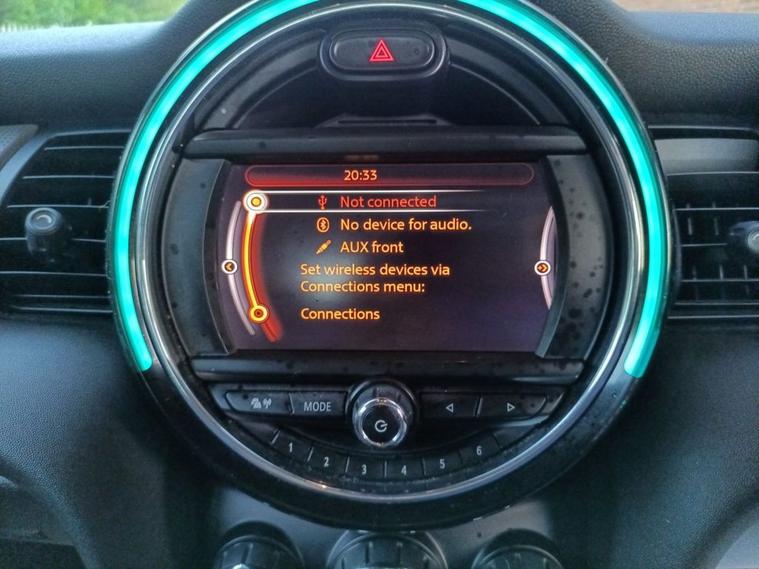 20:33
Not connected
No device for audio.
AUX front
Set wireless devices via
Connections menu:
Connections
MODE
1 2 3 4 5 6